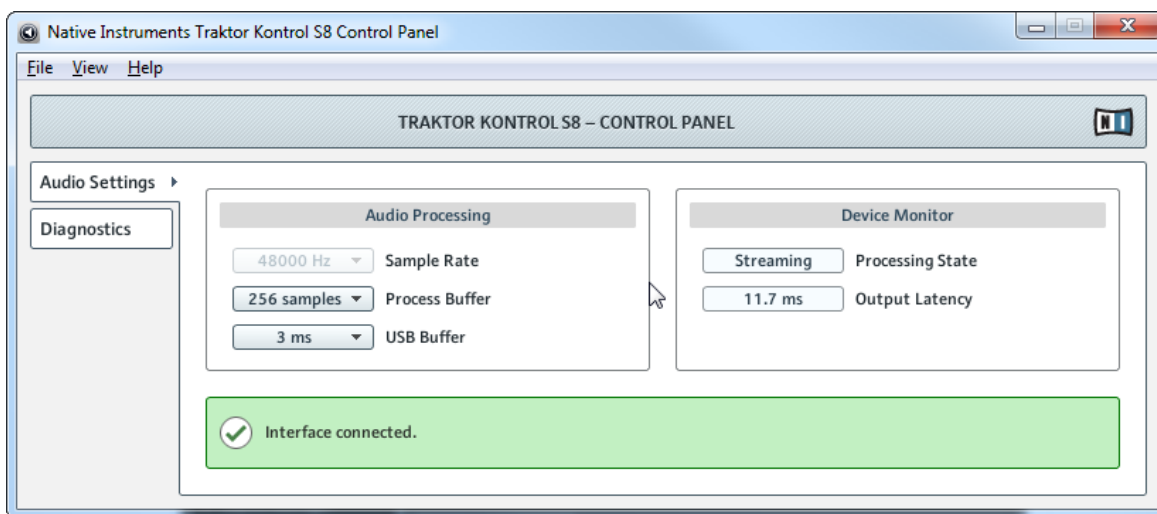 Native Instruments Traktor Kontrol S8 Control Panel
File View Help
TRAKTOR KONTROL S8 – CONTROL PANEL
NI
Audio Settings
Diagnostics
Audio Processing
48000 Hz Sample Rate
256 samples Process Buffer
3 ms USB Buffer
Device Monitor
Streaming Processing State
11.7 ms Output Latency
Interface connected.